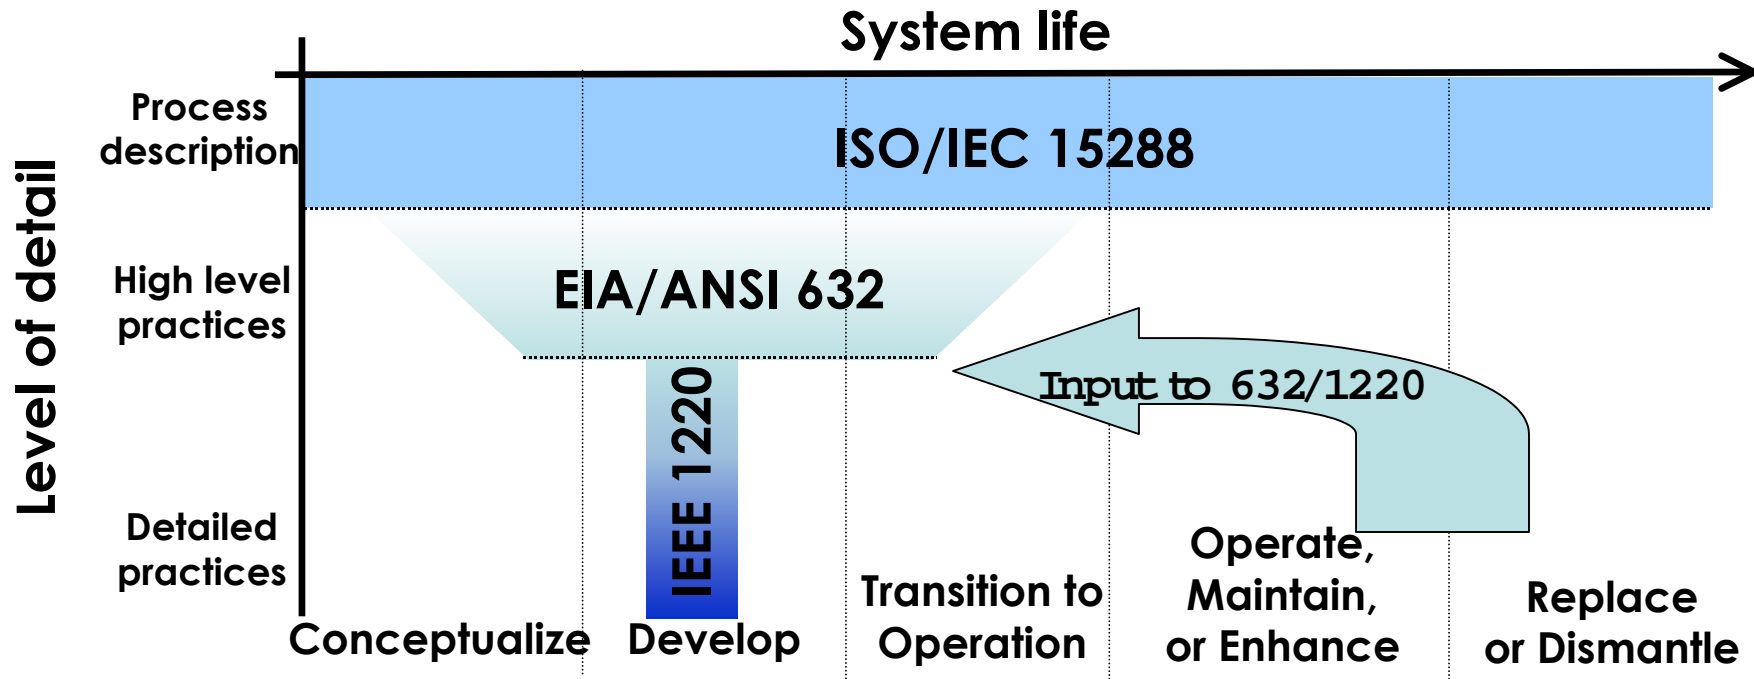 System life
Process
description
ISO/IEC 15288
Level of detail
High level
practices
EIA/ANSI 632
Input to 632/1220
IEEE 1220
Detailed
practices
Conceptualize
Develop
Transition to
Operation
Operate,
Maintain,
or Enhance
Replace
or Dismantle